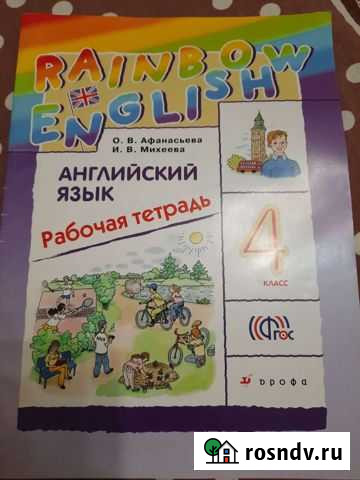 RAINBOW
ENGLISH
О. В. Афанасьева
И. В. Михеева
АНГЛИЙСКИЙ
ЯЗЫК
Рабочая тетрадь
4
КЛАСС
ФГОС
дрофа
rosndv.ru